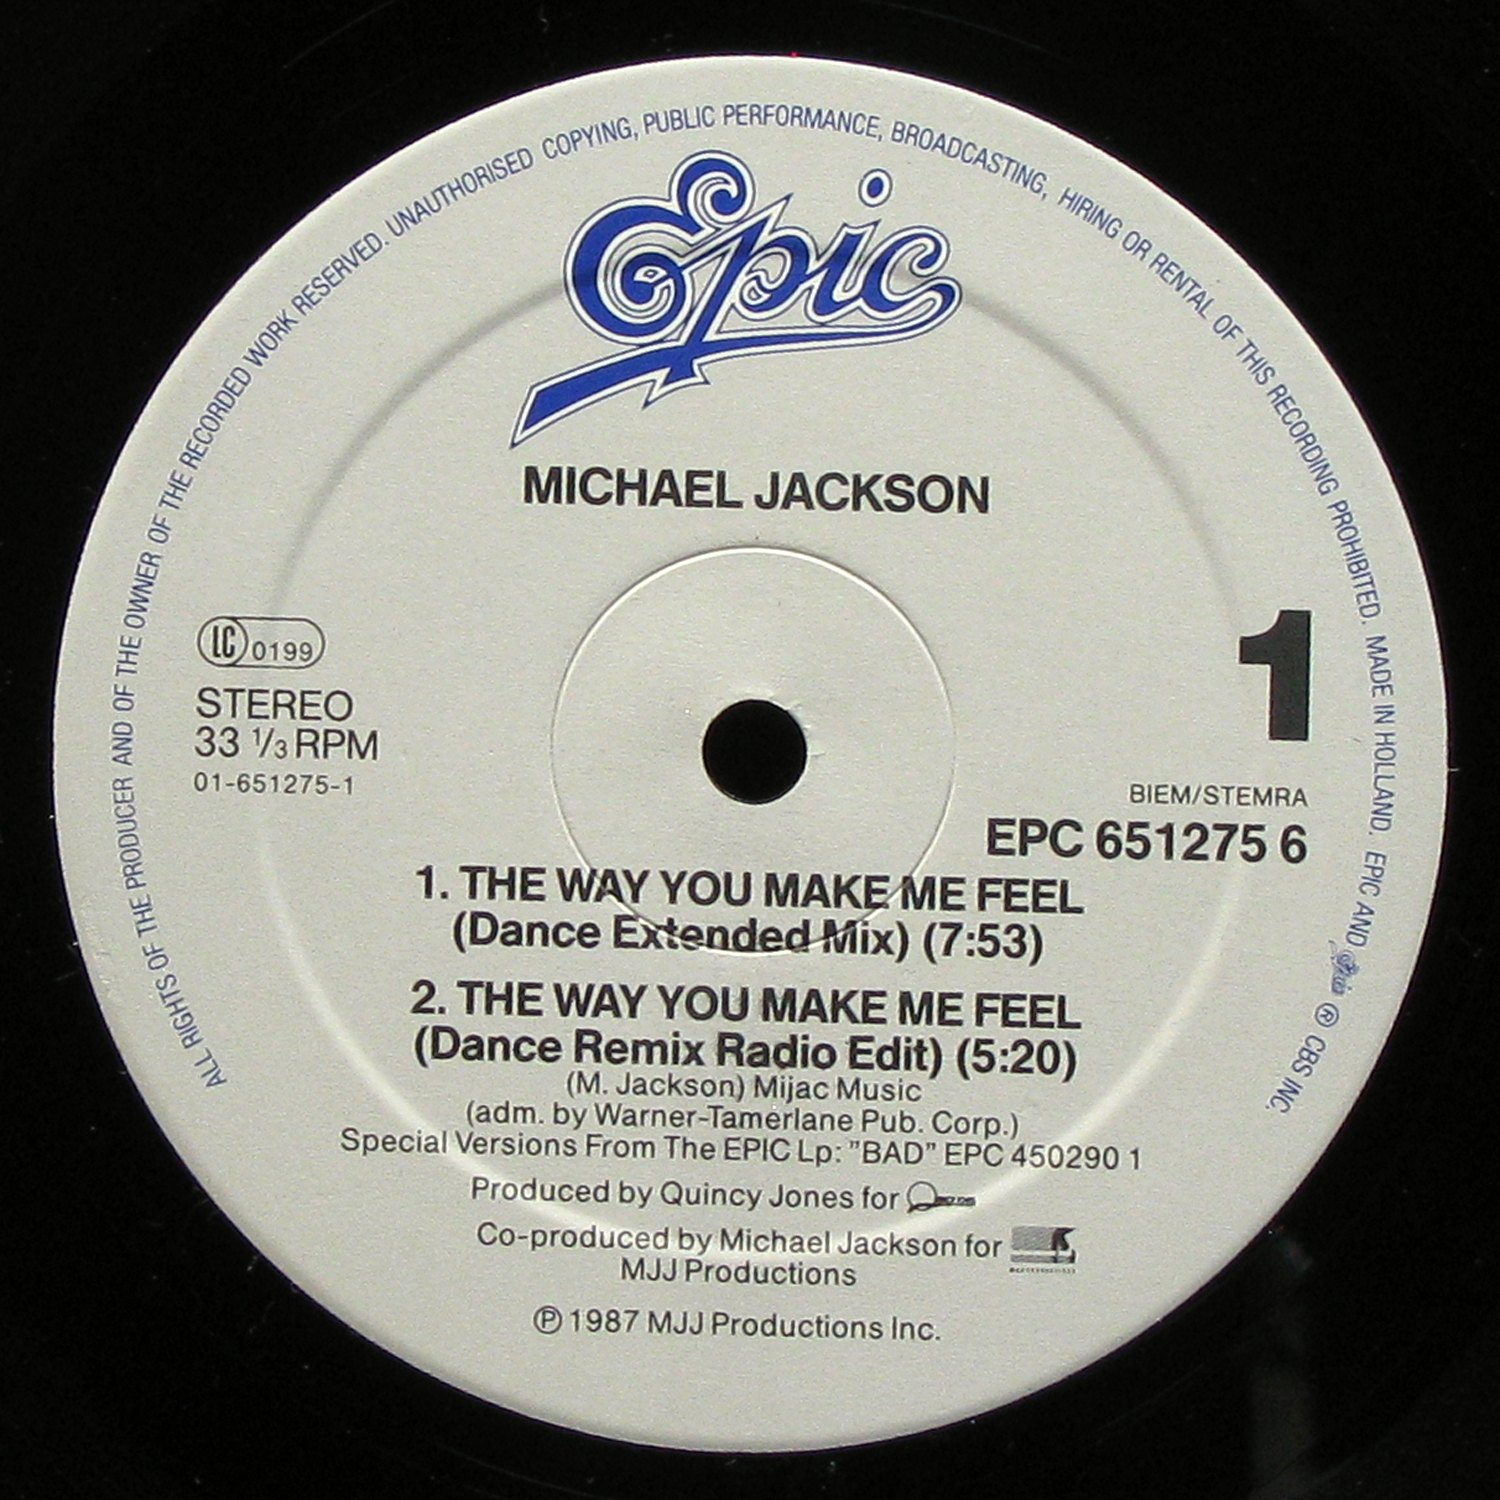 ALL RIGHTS OF THE PRODUCER AND OF THE OWNER OF THE RECORDED WORK RESERVED. UNAUTHORISED COPYING, PUBLIC PERFORMANCE, BROADCASTING, HIRING OR RENTAL OF THIS RECORDING PROHIBITED. MADE IN HOLLAND. EPIC AND Epic ® CBS INC.
Epic
MICHAEL JACKSON
LC 0199
STEREO
33 1/3 RPM
01-651275-1
1
BIEM/STEMRA
EPC 651275 6
1. THE WAY YOU MAKE ME FEEL
(Dance Extended Mix) (7:53)
2. THE WAY YOU MAKE ME FEEL
(Dance Remix Radio Edit) (5:20)
(M. Jackson) Mijac Music
(adm. by Warner-Tamerlane Pub. Corp.)
Special Versions From The EPIC Lp: "BAD" EPC 450290 1
Produced by Quincy Jones for
Co-produced by Michael Jackson for
MJJ Productions
℗ 1987 MJJ Productions Inc.